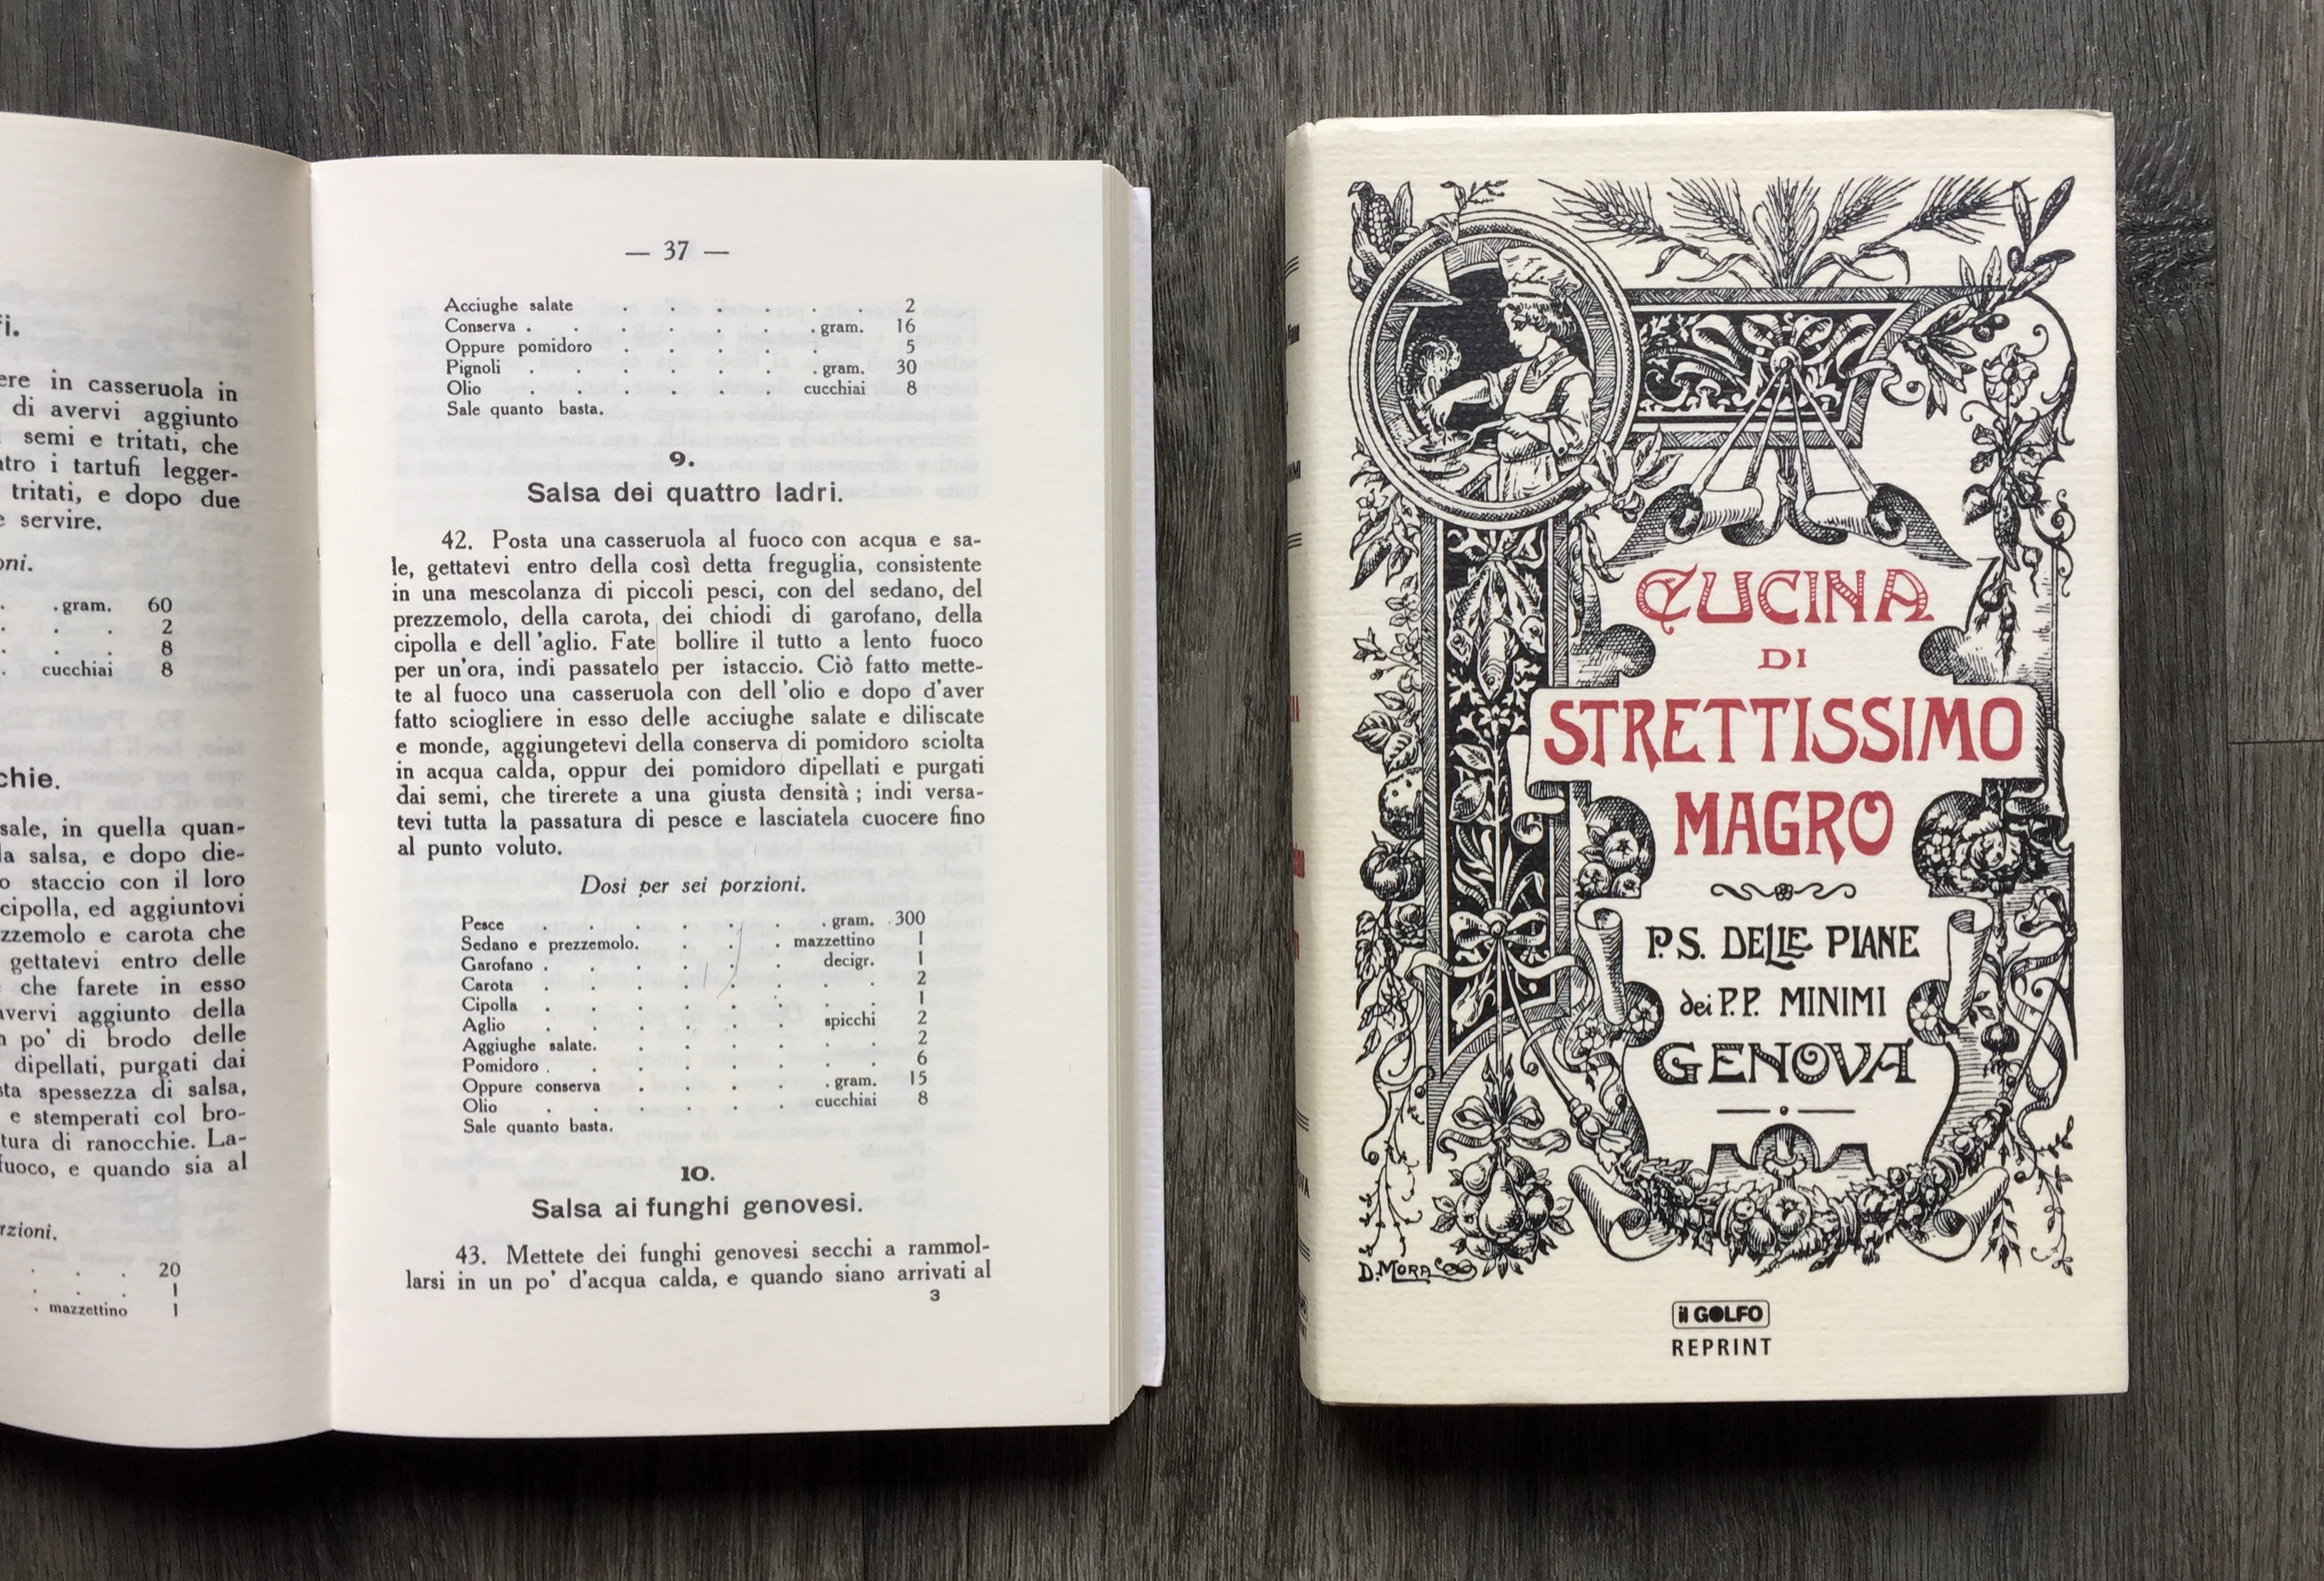 fi.
ere in casseruola in
di avervi aggiunto
semi e tritati, che
tro i tartufi legger-
tritati, e dopo due
e servire.
oni.
. . gram. 60
. . . 2
. . . 8
. cucchiai 8
chie.
sale, in quella quan-
la salsa, e dopo die-
o staccio con il loro
cipolla, ed aggiuntovi
zzemolo e carota che
gettatevi entro delle
che farete in esso
avervi aggiunto della
n po' di brodo delle
dipellati, purgati dai
sta spessezza di salsa,
e stemperati col bro-
tura di ranocchie. La-
fuoco, e quando sia al
rzioni.
. . . 20
. . . 1
. mazzettino 1
— 37 —
Acciughe salate . . . . . . 2
Conserva . . . . . . . gram. 16
Oppure pomidoro . . . . . 5
Pignoli . . . . . . . gram. 30
Olio . . . . . . cucchiai 8
Sale quanto basta.
9.
Salsa dei quattro ladri.
42. Posta una casseruola al fuoco con acqua e sa-
le, gettatevi entro della così detta freguglia, consistente
in una mescolanza di piccoli pesci, con del sedano, del
prezzemolo, della carota, dei chiodi di garofano, della
cipolla e dell'aglio. Fate bollire il tutto a lento fuoco
per un'ora, indi passatelo per istaccio. Ciò fatto mette-
te al fuoco una casseruola con dell'olio e dopo d'aver
fatto sciogliere in esso delle acciughe salate e diliscate
e monde, aggiungetevi della conserva di pomidoro sciolta
in acqua calda, oppur dei pomidoro dipellati e purgati
dai semi, che tirerete a una giusta densità ; indi versa-
tevi tutta la passatura di pesce e lasciatela cuocere fino
al punto voluto.
Dosi per sei porzioni.
Pesce . . . . . . . gram. 300
Sedano e prezzemolo. . . . mazzettino 1
Garofano . . . . . . decigr. 1
Carota . . . . . . . . 2
Cipolla . . . . . . . . 1
Aglio . . . . . . spicchi 2
Aggiughe salate. . . . . . . 2
Pomidoro . . . . . . . . 6
Oppure conserva . . . . . gram. 15
Olio . . . . . . cucchiai 8
Sale quanto basta.
10.
Salsa ai funghi genovesi.
43. Mettete dei funghi genovesi secchi a rammol-
larsi in un po' d'acqua calda, e quando siano arrivati al
3
CUCINA
DI
STRETTISSIMO
MAGRO
P. S. DELLE PIANE
dei P.P. MINIMI
GENOVA
D. MORA
il GOLFO
REPRINT